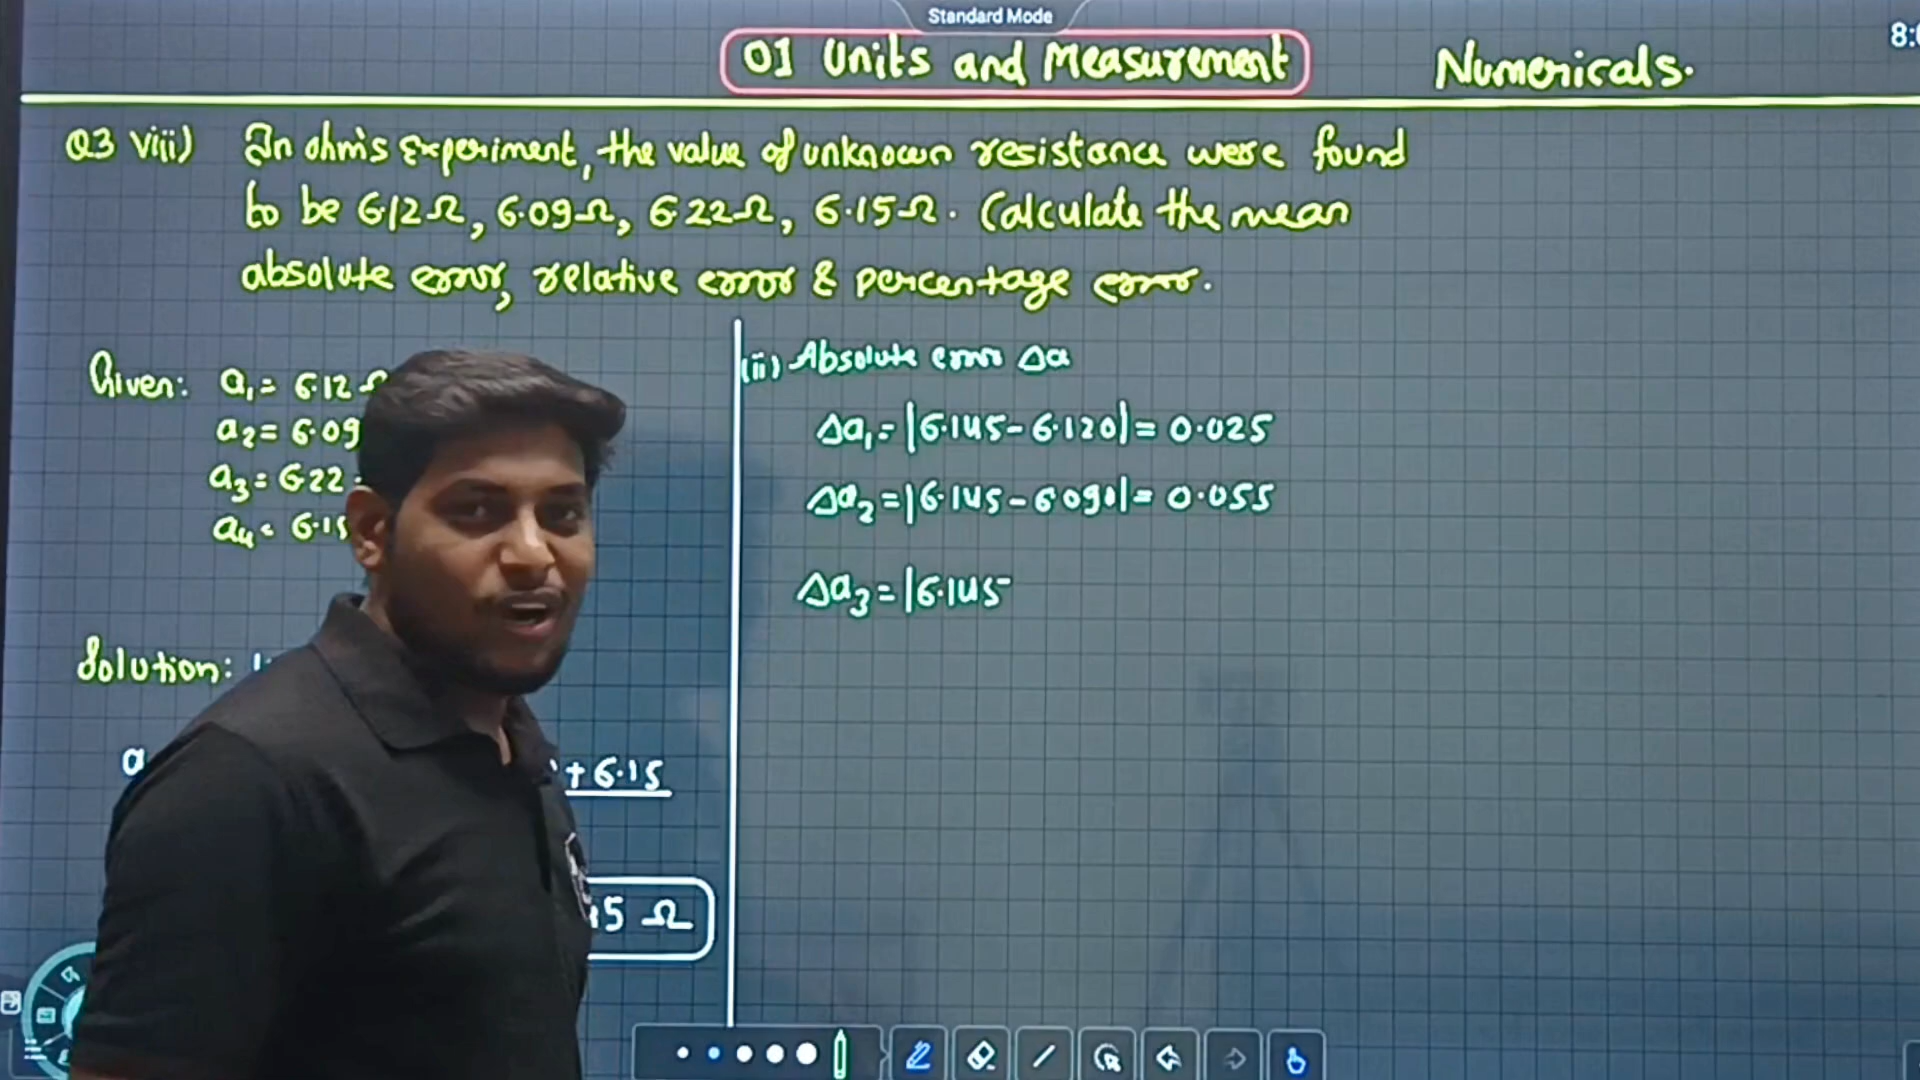 Standard Mode
01 Units and Measurement
Numericals.
Q3 viii) In ohm's Experiment, the value of unknown resistance were found
to be 6.12Ω, 6.09Ω, 6.22Ω, 6.15Ω. Calculate the mean
absolute error, relative error & percentage error.
Given: a₁ = 6.12 Ω
a₂ = 6.09
a₃ = 6.22
a₄ = 6.15
Solution:
a
+ 6.15
5 Ω
(ii) Absolute error Δa
Δa₁ = |6.145 - 6.120| = 0.025
Δa₂ = |6.145 - 6.090| = 0.055
Δa₃ = |6.145 -